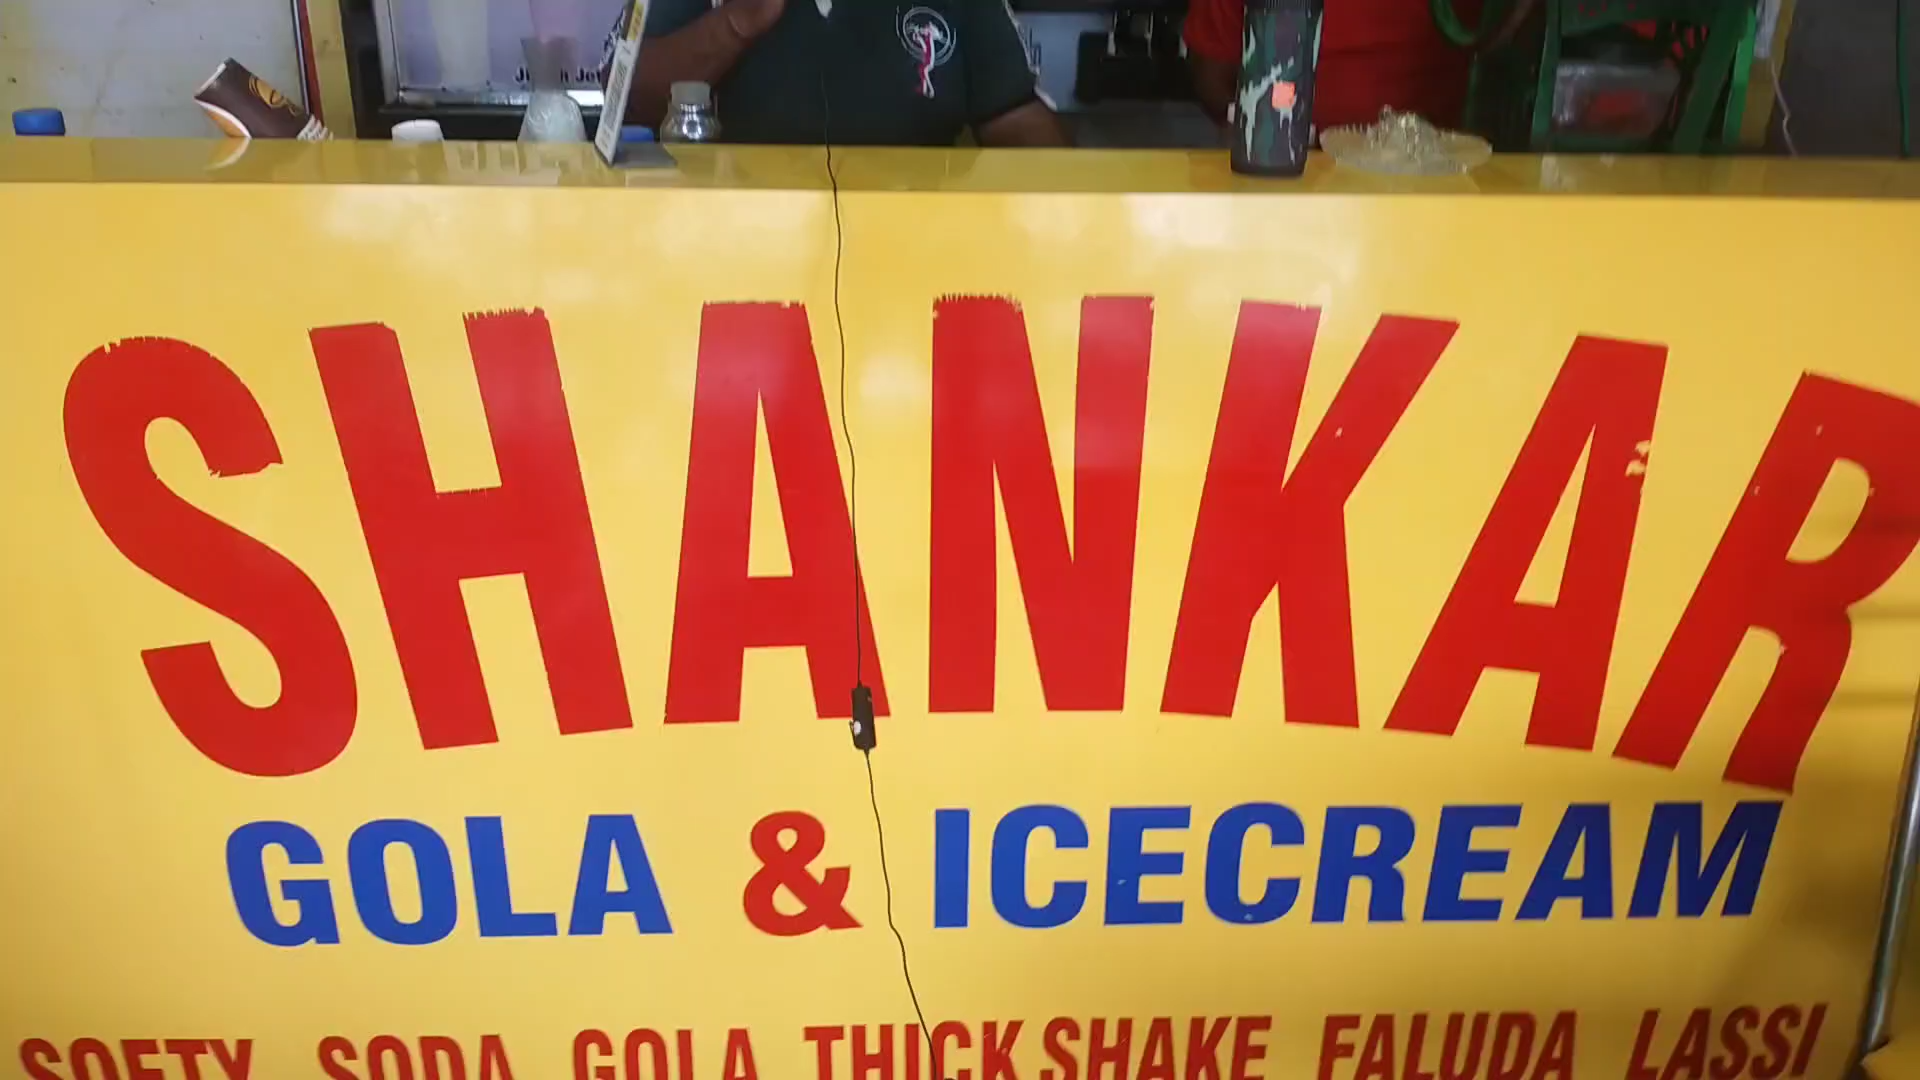 SHANKAR
GOLA & ICECREAM
SOFTY SODA GOLA THICK SHAKE FALUDA LASSI